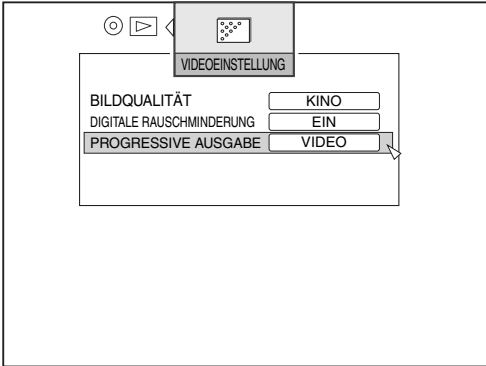 VIDEOEINSTELLUNG
BILDQUALITÄT KINO
DIGITALE RAUSCHMINDERUNG EIN
PROGRESSIVE AUSGABE VIDEO